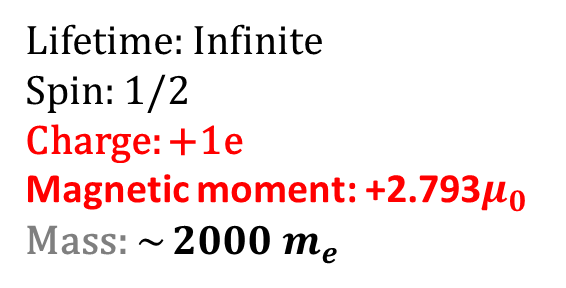 Lifetime: Infinite
Spin: 1/2
Charge: +1e
Magnetic moment: +2.793μ₀
Mass: ~ 2000 mₑ